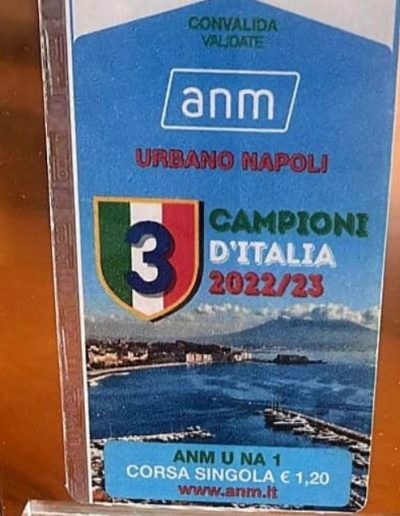 CONVALIDA
VALIDATE
anm
URBANO NAPOLI
3
CAMPIONI
D'ITALIA
2022/23
ANM U NA 1
CORSA SINGOLA € 1,20
www.anm.it